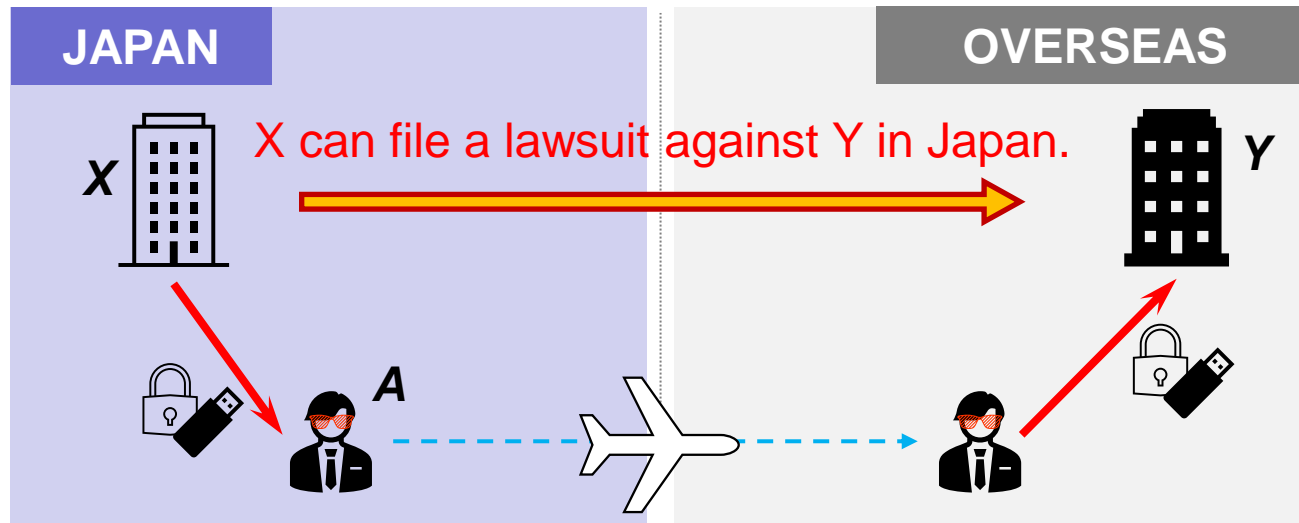 JAPAN
OVERSEAS
X can file a lawsuit against Y in Japan.
X
Y
A